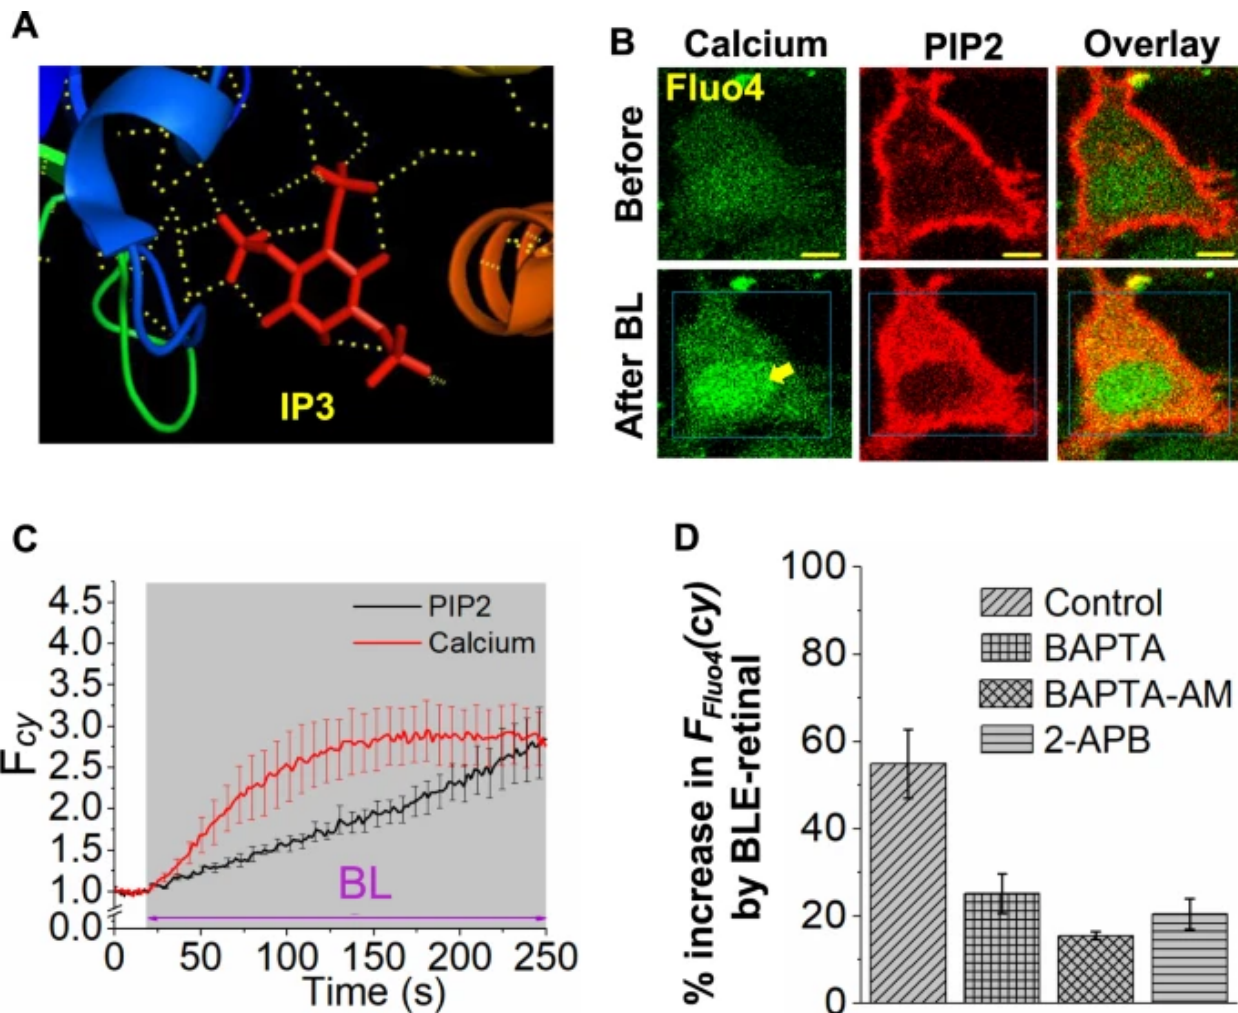 A
IP3
B
Calcium PIP2 Overlay
Fluo4
Before
After BL
C
Fcy
4.5
4.0
3.5
3.0
2.5
2.0
1.5
1.0
0.0
PIP2
Calcium
BL
0 50 100 150 200 250
Time (s)
D
% increase in FFluo4(cy)
by BLE-retinal
100
80
60
40
20
0
Control
BAPTA
BAPTA-AM
2-APB